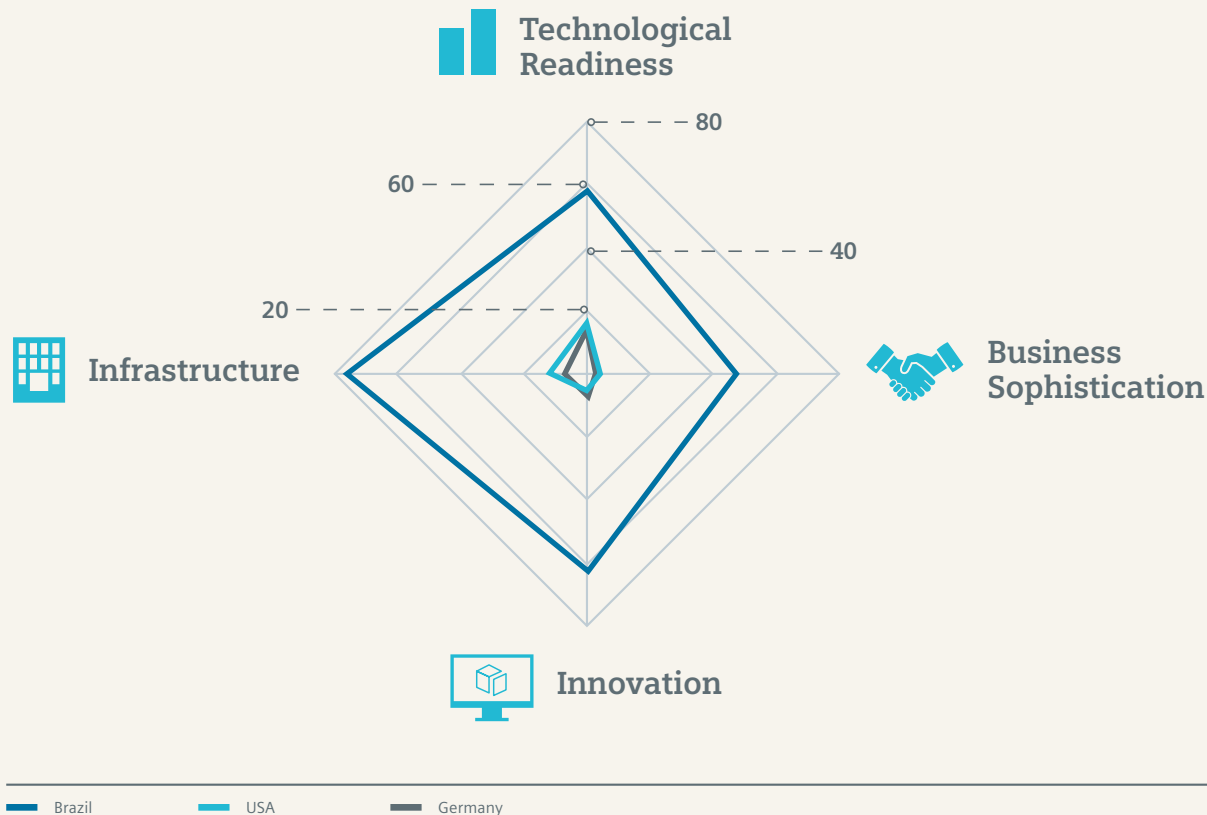 Technological
Readiness
80
60
40
20
Infrastructure
Business
Sophistication
Innovation
Brazil
USA
Germany